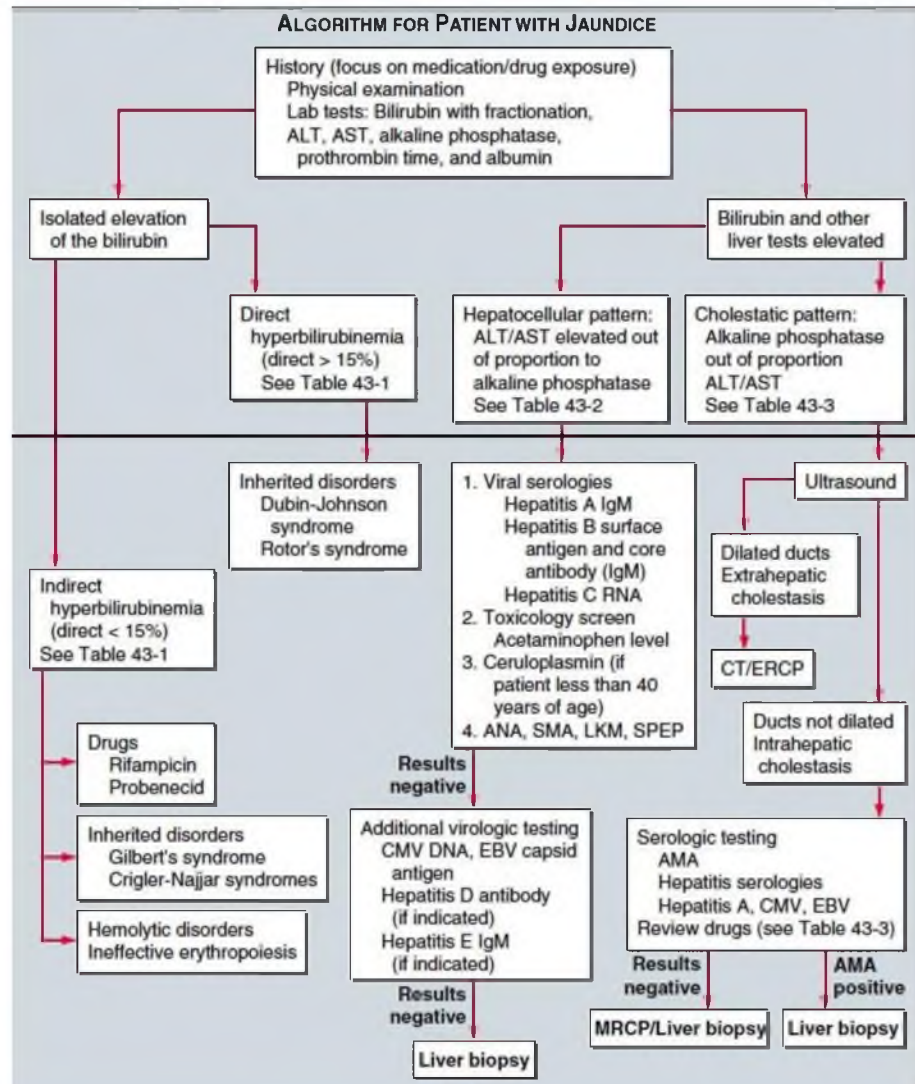 ALGORITHM FOR PATIENT WITH JAUNDICE
History (focus on medication/drug exposure)
Physical examination
Lab tests: Bilirubin with fractionation,
ALT, AST, alkaline phosphatase,
prothrombin time, and albumin
Isolated elevation
of the bilirubin
Bilirubin and other
liver tests elevated
Direct
hyperbilirubinemia
(direct > 15%)
See Table 43-1
Hepatocellular pattern:
ALT/AST elevated out
of proportion to
alkaline phosphatase
See Table 43-2
Cholestatic pattern:
Alkaline phosphatase
out of proportion
ALT/AST
See Table 43-3
Inherited disorders
Dubin-Johnson
syndrome
Rotor's syndrome
1. Viral serologies
Hepatitis A IgM
Hepatitis B surface
antigen and core
antibody (IgM)
Hepatitis C RNA
2. Toxicology screen
Acetaminophen level
3. Ceruloplasmin (if
patient less than 40
years of age)
4. ANA, SMA, LKM, SPEP
Ultrasound
Dilated ducts
Extrahepatic
cholestasis
CT/ERCP
Indirect
hyperbilirubinemia
(direct < 15%)
See Table 43-1
Ducts not dilated
Intrahepatic
cholestasis
Drugs
Rifampicin
Probenecid
Inherited disorders
Gilbert's syndrome
Crigler-Najjar syndromes
Hemolytic disorders
Ineffective erythropoiesis
Results
negative
Additional virologic testing
CMV DNA, EBV capsid
antigen
Hepatitis D antibody
(if indicated)
Hepatitis E IgM
(if indicated)
Results
negative
Liver biopsy
Serologic testing
AMA
Hepatitis serologies
Hepatitis A, CMV, EBV
Review drugs (see Table 43-3)
Results
negative
AMA
positive
MRCP/Liver biopsy
Liver biopsy